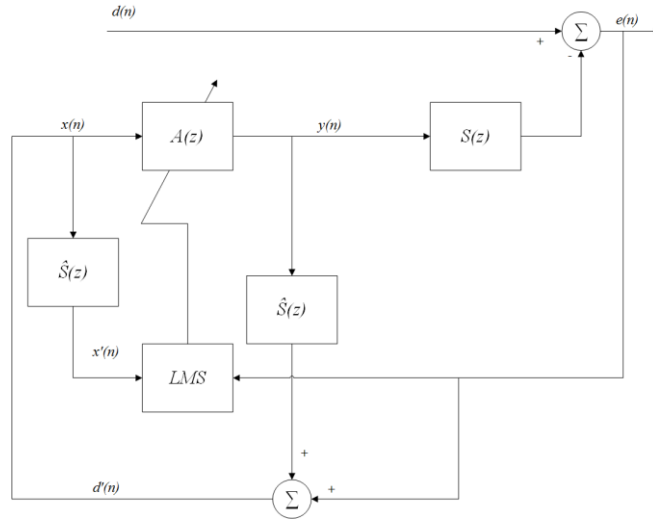 d(n)
e(n)
Σ
+
-
x(n)
A(z)
y(n)
S(z)
Ŝ(z)
Ŝ(z)
x'(n)
LMS
+
d'(n)
Σ
+